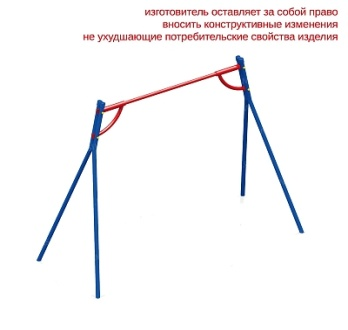 изготовитель оставляет за собой право
вносить конструктивные изменения
не ухудшающие потребительские свойства изделия